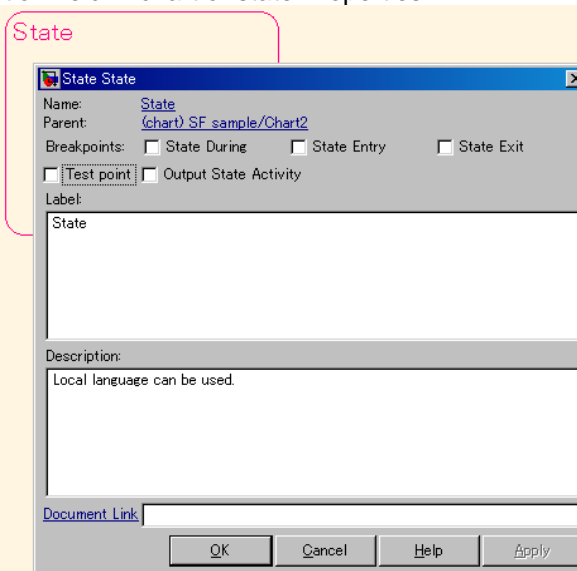 State
State State
Name: State
Parent: (chart) SF sample/Chart2
Breakpoints: State During State Entry State Exit
Test point Output State Activity
Label:
State
Description:
Local language can be used.
Document Link
OK Cancel Help Apply